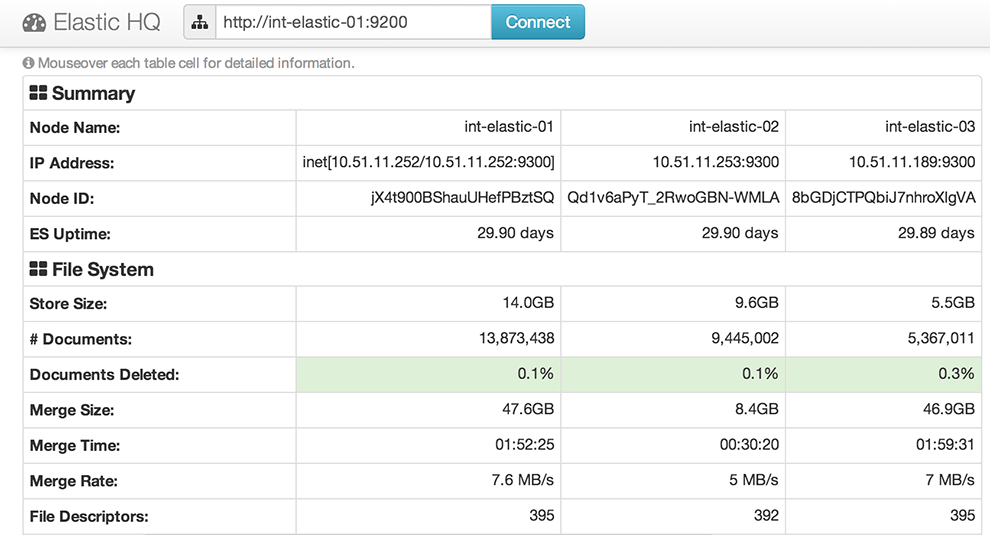 Elastic HQ http://int-elastic-01:9200 Connect
Mouseover each table cell for detailed information.
Summary
Node Name: int-elastic-01 int-elastic-02 int-elastic-03
IP Address: inet[10.51.11.252/10.51.11.252:9300] 10.51.11.253:9300 10.51.11.189:9300
Node ID: jX4t900BShauUHefPBztSQ Qd1v6aPyT_2RwoGBN-WMLA 8bGDjCTPQbiJ7nhroXlgVA
ES Uptime: 29.90 days 29.90 days 29.89 days
File System
Store Size: 14.0GB 9.6GB 5.5GB
# Documents: 13,873,438 9,445,002 5,367,011
Documents Deleted: 0.1% 0.1% 0.3%
Merge Size: 47.6GB 8.4GB 46.9GB
Merge Time: 01:52:25 00:30:20 01:59:31
Merge Rate: 7.6 MB/s 5 MB/s 7 MB/s
File Descriptors: 395 392 395